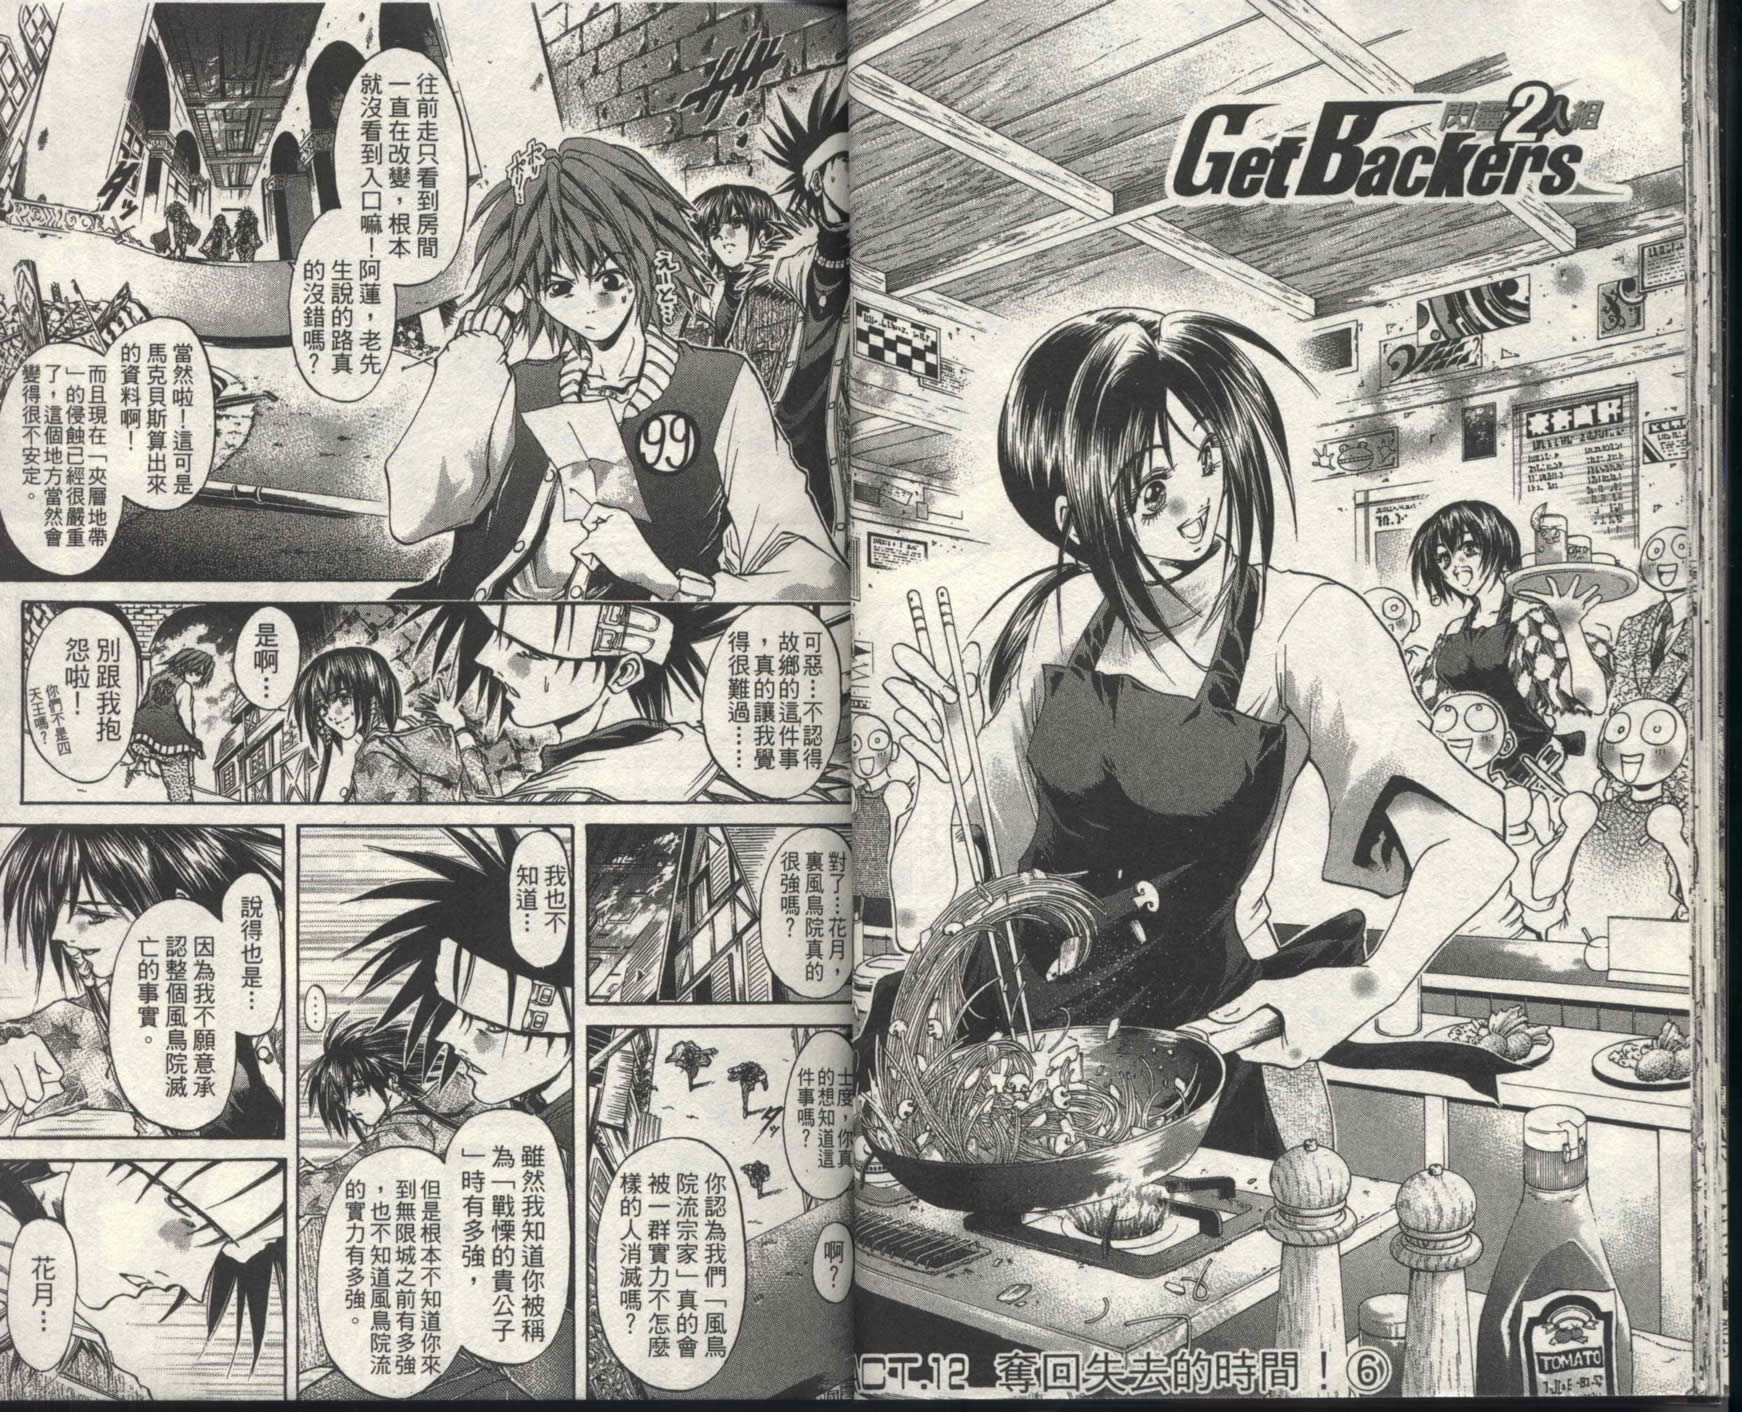 閃靈2人組
GetBackers
TOMATO
ACT.12 奪回失去的時間!⑥
往前走只看到房間
一直在改變，根本
就沒看到入口嘛！
阿蓮，老先
生說的路真
的沒錯嗎？
えーと…
99
當然啦！這可是
馬克貝斯算出來
的資料啊！
而且現在「夾層地帶
」的侵蝕已經很嚴重
了，這個地方當然會
變得很不安定。
可惡…不認得
故鄉的這件事
，真的讓我覺
得很難過……
是啊…
別跟我抱
怨啦！
你們不是四
天王嗎？
對了…花月，
裏風鳥院真的
很強嗎？
士度，你真
的想知道這
件事嗎？
啊？
你認為我們「風鳥
院流宗家」真的會
被一群實力不怎麼
樣的人消滅嗎？
我也不
知道…
…
雖然我知道你被稱
為「戰慄的貴公子
」時有多強，
但是根本不知道你來
到無限城之前有多強
，也不知道風鳥院流
的實力有多強。
說得也是…
因為我不願意承
認整個風鳥院滅
亡的事實。
花月…